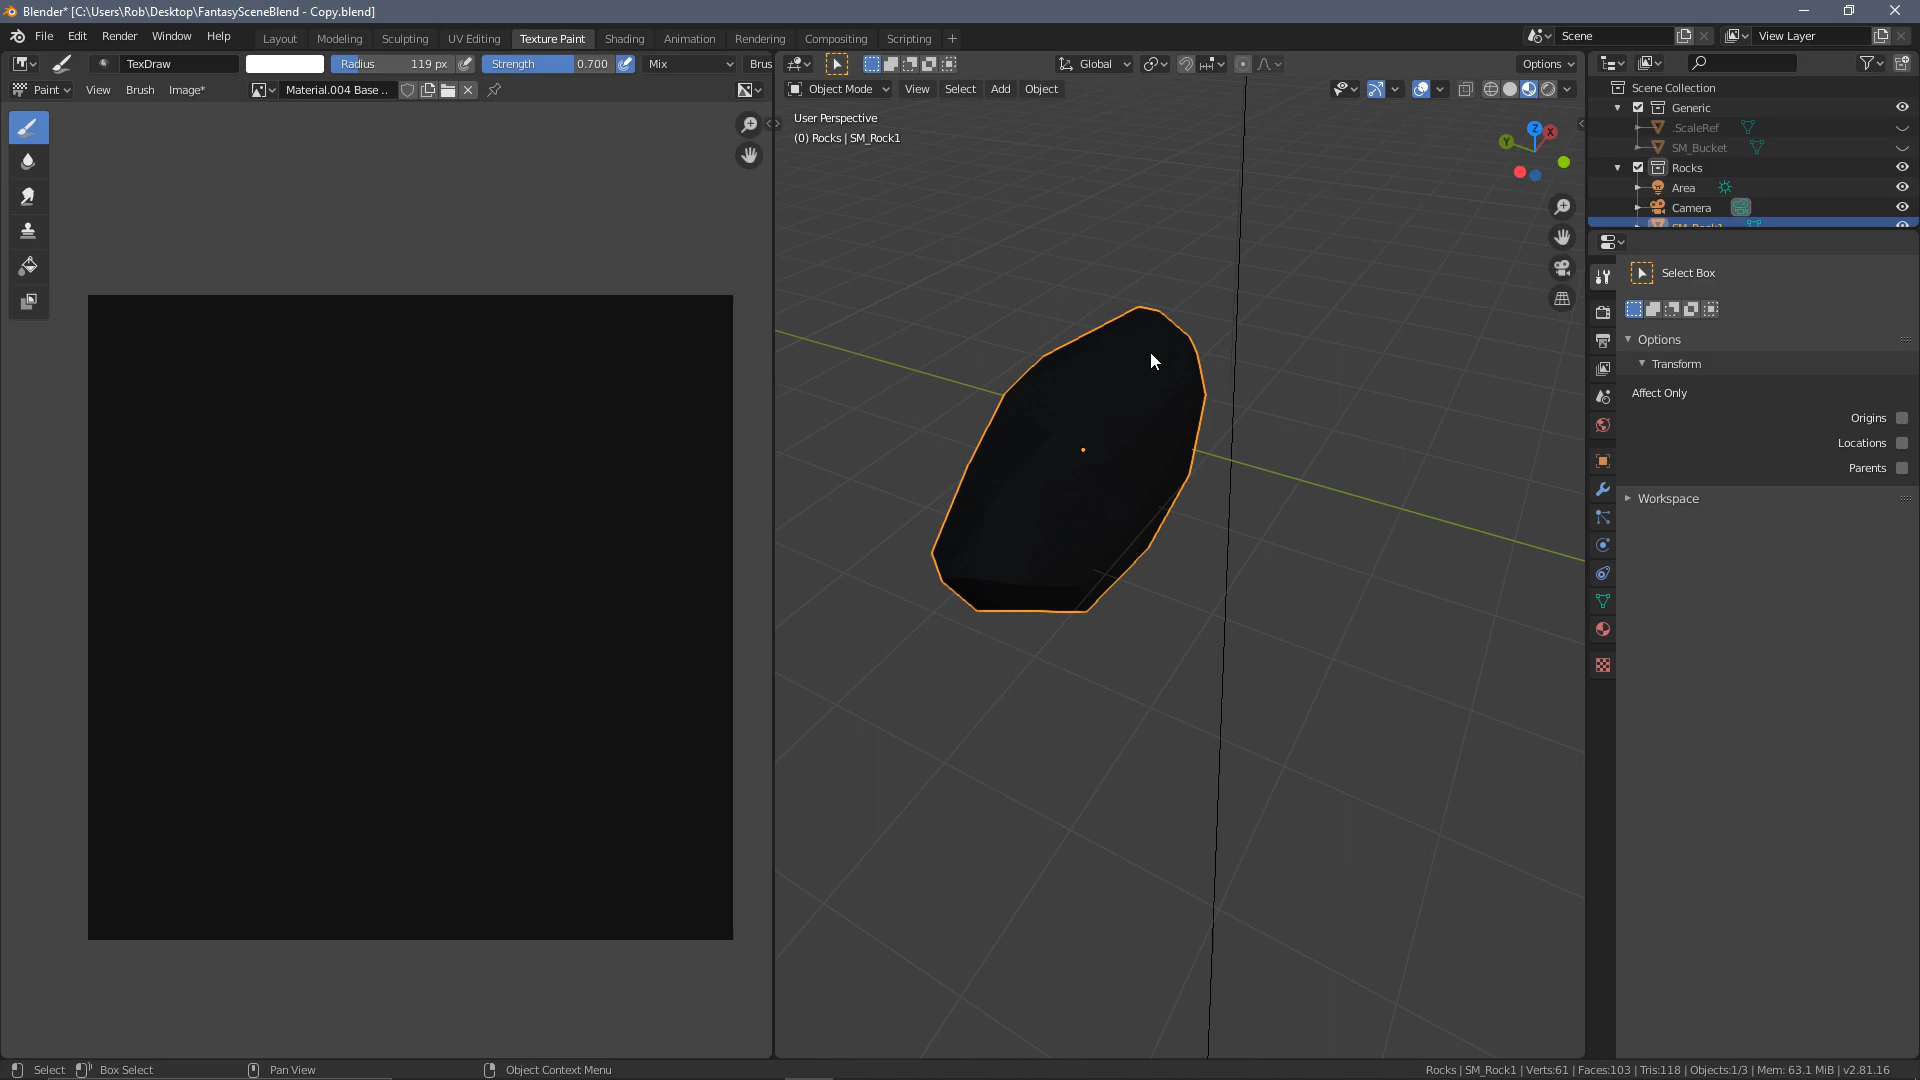 Blender* [C:\Users\Rob\Desktop\FantasySceneBlend - Copy.blend]
File Edit Render Window Help
Layout Modeling Sculpting UV Editing Texture Paint Shading Animation Rendering Compositing Scripting
Scene
View Layer
TexDraw
Radius 119 px
Strength 0.700
Mix
Brus
Global
Options
Paint View Brush Image*
Material.004 Base ..
Object Mode View Select Add Object
User Perspective
(0) Rocks | SM_Rock1
Z
X
Y
Scene Collection
Generic
.ScaleRef
SM_Bucket
Rocks
Area
Camera
SM_Rock1
Select Box
Options
Transform
Affect Only
Origins
Locations
Parents
Workspace
Select Box Select Pan View Object Context Menu
Rocks | SM_Rock1 | Verts:61 | Faces:103 | Tris:118 | Objects:1/3 | Mem: 63.1 MiB | v2.81.16